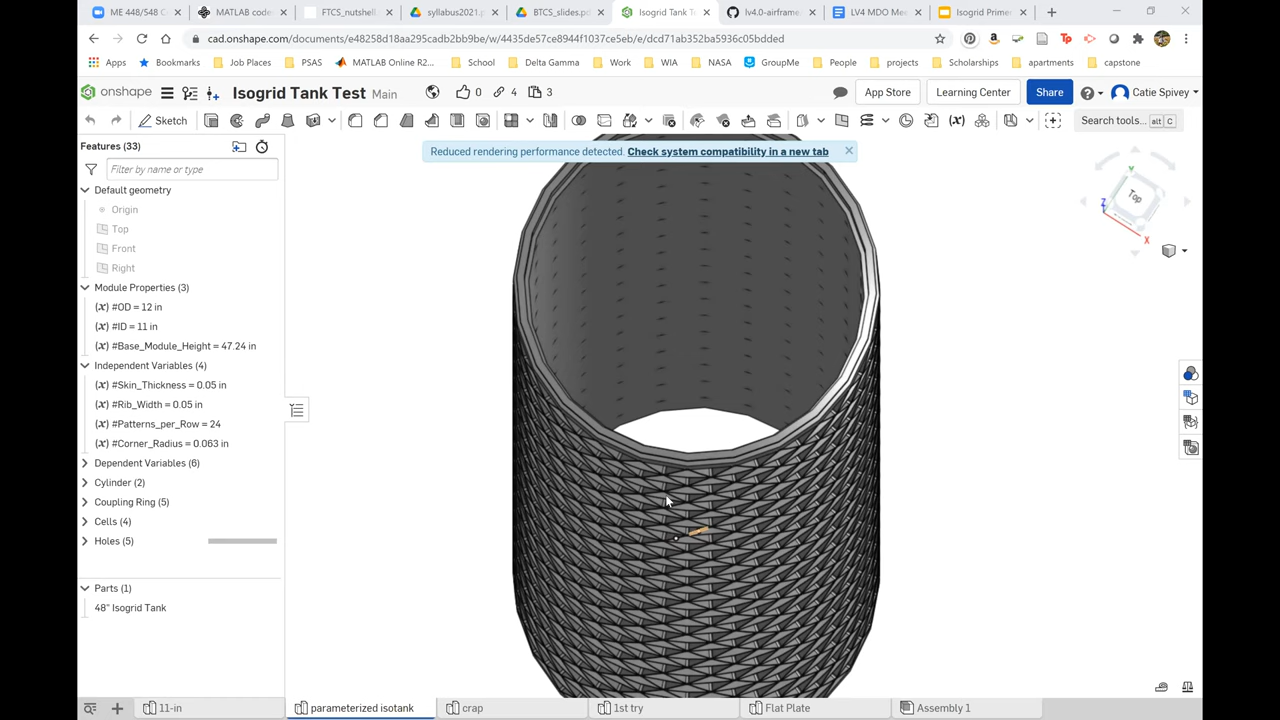 ME 448/548 C
MATLAB code
FTCS_nutshell
syllabus2021.p
BTCS_slides.pd
Isogrid Tank T
lv4.0-airframe
LV4 MDO Mee
Isogrid Primer
cad.onshape.com/documents/e48258d18aa295cadb2bb9be/w/4435de57ce8944f1037ce5eb/e/dcd71ab352ba5936c05bdded
Apps
Bookmarks
Job Places
PSAS
MATLAB Online R2...
School
Delta Gamma
Work
WIA
NASA
GroupMe
People
projects
Scholarships
apartments
capstone
onshape
Isogrid Tank Test Main
0
4
3
App Store
Learning Center
Share
Catie Spivey
Sketch
Search tools...
alt C
Features (33)
Reduced rendering performance detected. Check system compatibility in a new tab
Filter by name or type
Default geometry
Origin
Top
Front
Right
Module Properties (3)
(x) #OD = 12 in
(x) #ID = 11 in
(x) #Base_Module_Height = 47.24 in
Independent Variables (4)
(x) #Skin_Thickness = 0.05 in
(x) #Rib_Width = 0.05 in
(x) #Patterns_per_Row = 24
(x) #Corner_Radius = 0.063 in
Dependent Variables (6)
Cylinder (2)
Coupling Ring (5)
Cells (4)
Holes (5)
Parts (1)
48" Isogrid Tank
Top
Z
X
11-in
parameterized isotank
crap
1st try
Flat Plate
Assembly 1